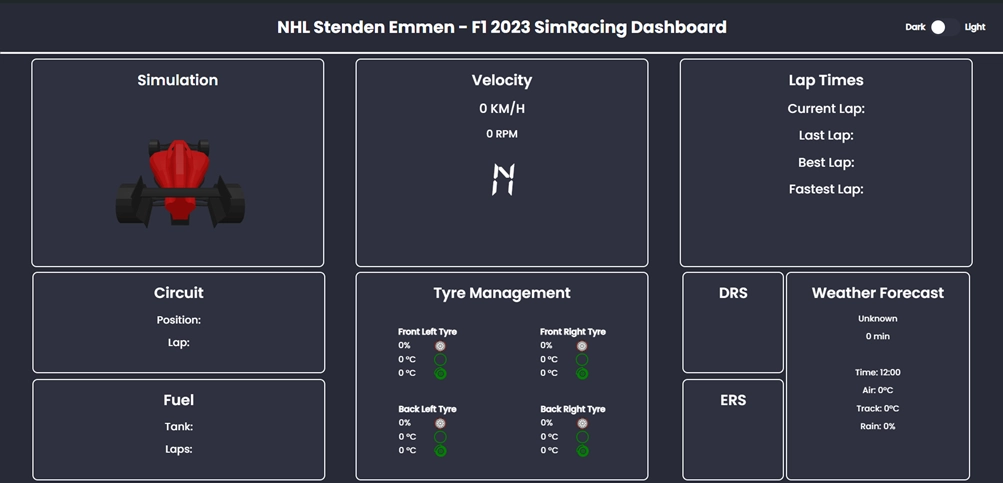 NHL Stenden Emmen - F1 2023 SimRacing Dashboard
Dark
Light
Simulation
Velocity
0 KM/H
0 RPM
N
Lap Times
Current Lap:
Last Lap:
Best Lap:
Fastest Lap:
Circuit
Position:
Lap:
Fuel
Tank:
Laps:
Tyre Management
Front Left Tyre
0%
0 °C
0 °C
Front Right Tyre
0%
0 °C
0 °C
Back Left Tyre
0%
0 °C
0 °C
Back Right Tyre
0%
0 °C
0 °C
DRS
ERS
Weather Forecast
Unknown
0 min
Time: 12:00
Air: 0°C
Track: 0°C
Rain: 0%